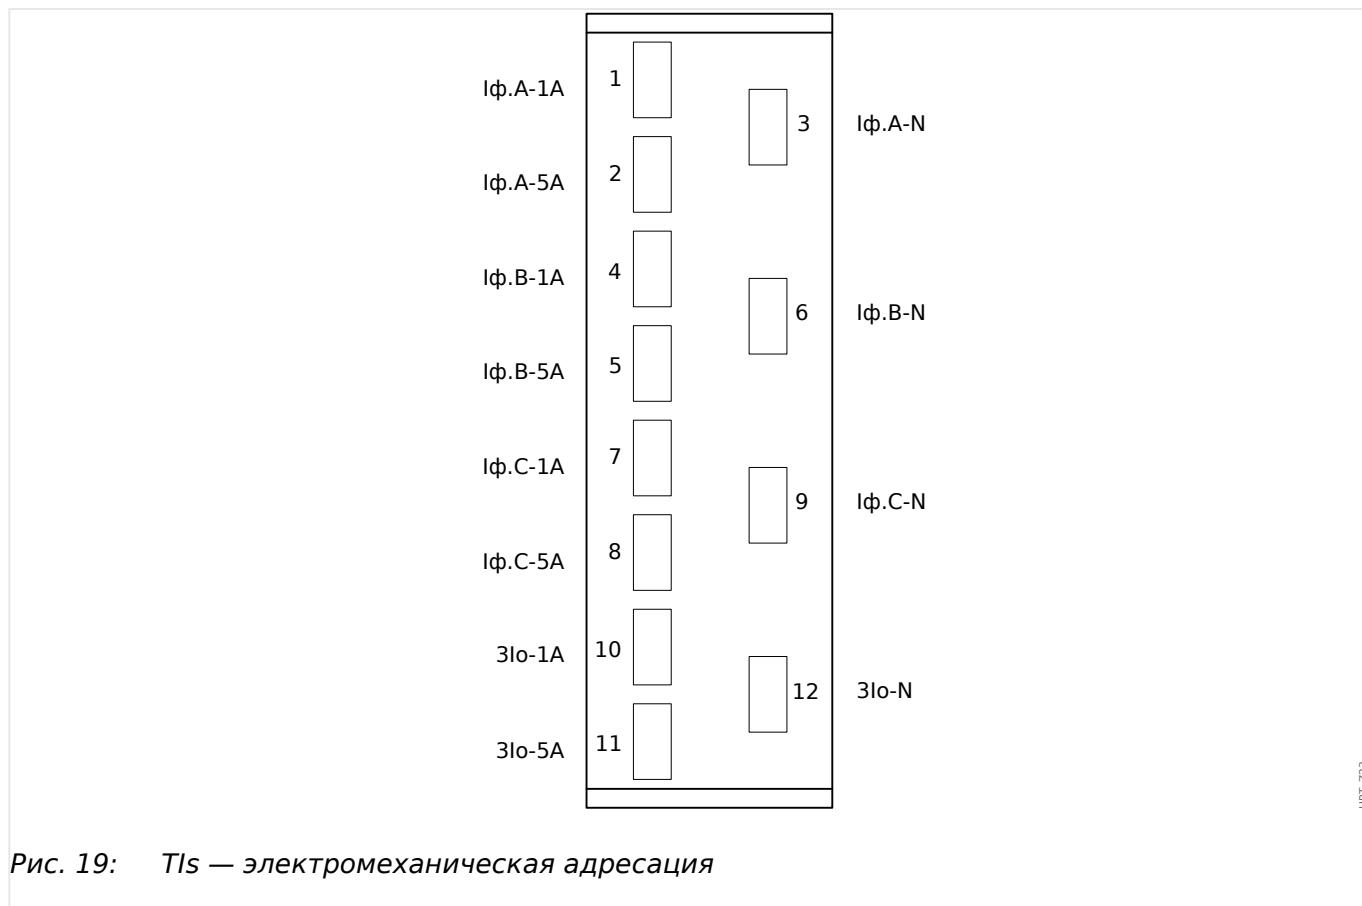 Iф.A-1A
1
3
Iф.A-N
Iф.A-5A
2
Iф.B-1A
4
6
Iф.B-N
Iф.B-5A
5
Iф.C-1A
7
9
Iф.C-N
Iф.C-5A
8
3Io-1A
10
12
3Io-N
3Io-5A
11
Рис. 19: TIs — электромеханическая адресация